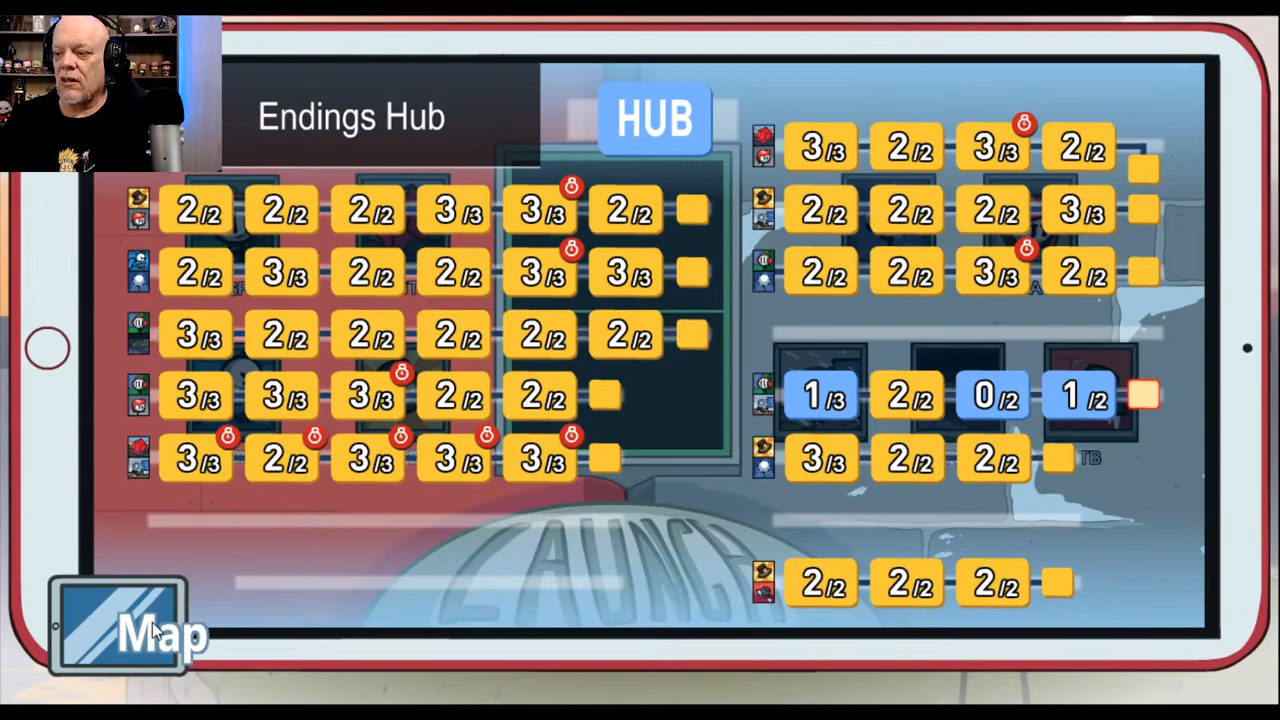 Endings Hub
HUB
2/2 2/2 2/2 3/3 3/3 2/2
2/2 3/3 2/2 2/2 3/3 3/3
3/3 2/2 2/2 2/2 2/2 2/2
3/3 3/3 3/3 2/2 2/2
3/3 2/2 3/3 3/3 3/3
3/3 2/2 3/3 2/2
2/2 2/2 2/2 3/3
2/2 2/2 3/3 2/2
1/3 2/2 0/2 1/2
3/3 2/2 2/2
TB
2/2 2/2 2/2
LAUNCH
Map